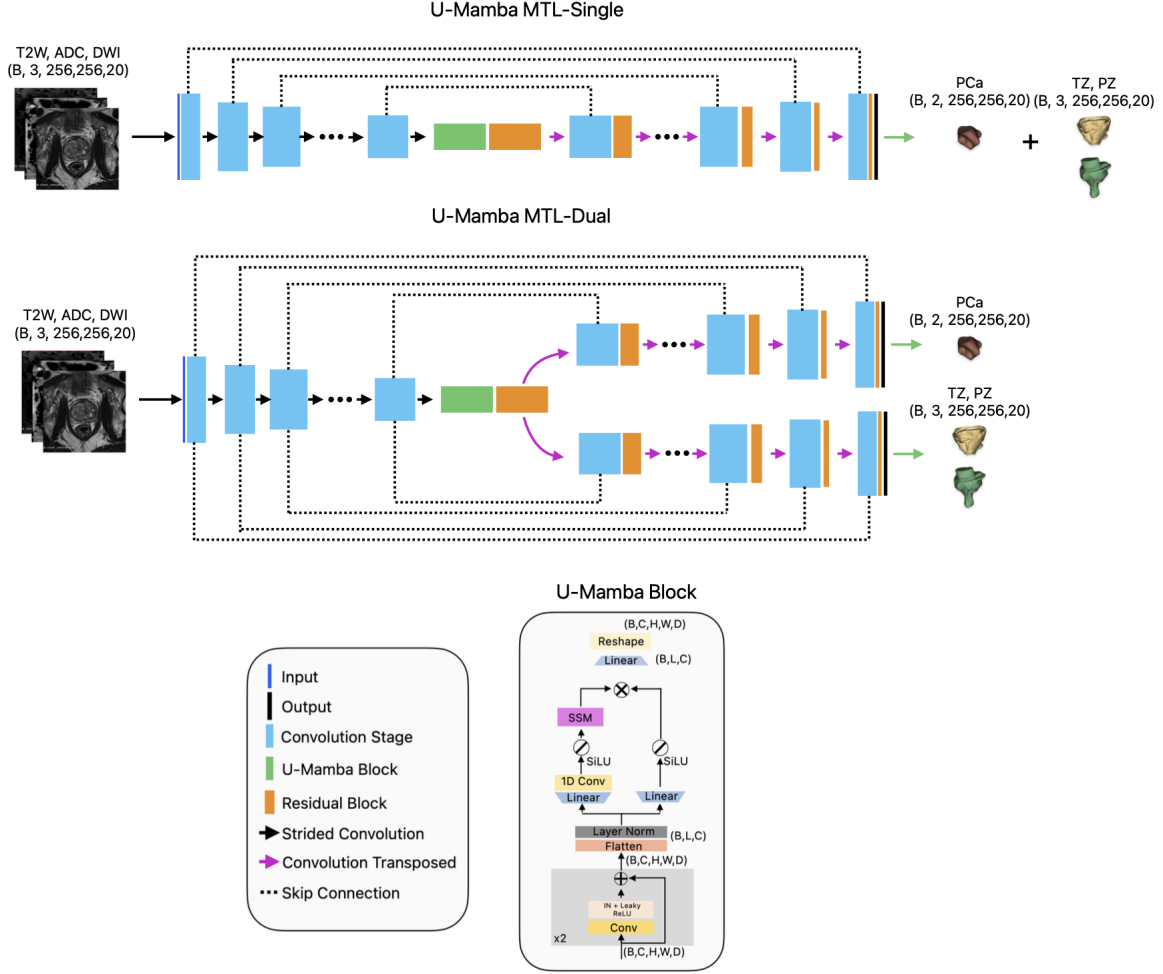 U-Mamba MTL-Single
T2W, ADC, DWI
(B, 3, 256,256,20)
PCa
(B, 2, 256,256,20)
TZ, PZ
(B, 3, 256,256,20)
+
U-Mamba MTL-Dual
T2W, ADC, DWI
(B, 3, 256,256,20)
PCa
(B, 2, 256,256,20)
TZ, PZ
(B, 3, 256,256,20)
Input
Output
Convolution Stage
U-Mamba Block
Residual Block
Strided Convolution
Convolution Transposed
Skip Connection
U-Mamba Block
(B,C,H,W,D)
Reshape
Linear (B,L,C)
SSM
SiLU SiLU
1D Conv
Linear Linear
Layer Norm (B,L,C)
Flatten
(B,C,H,W,D)
IN + Leaky
ReLU
Conv
x2
(B,C,H,W,D)